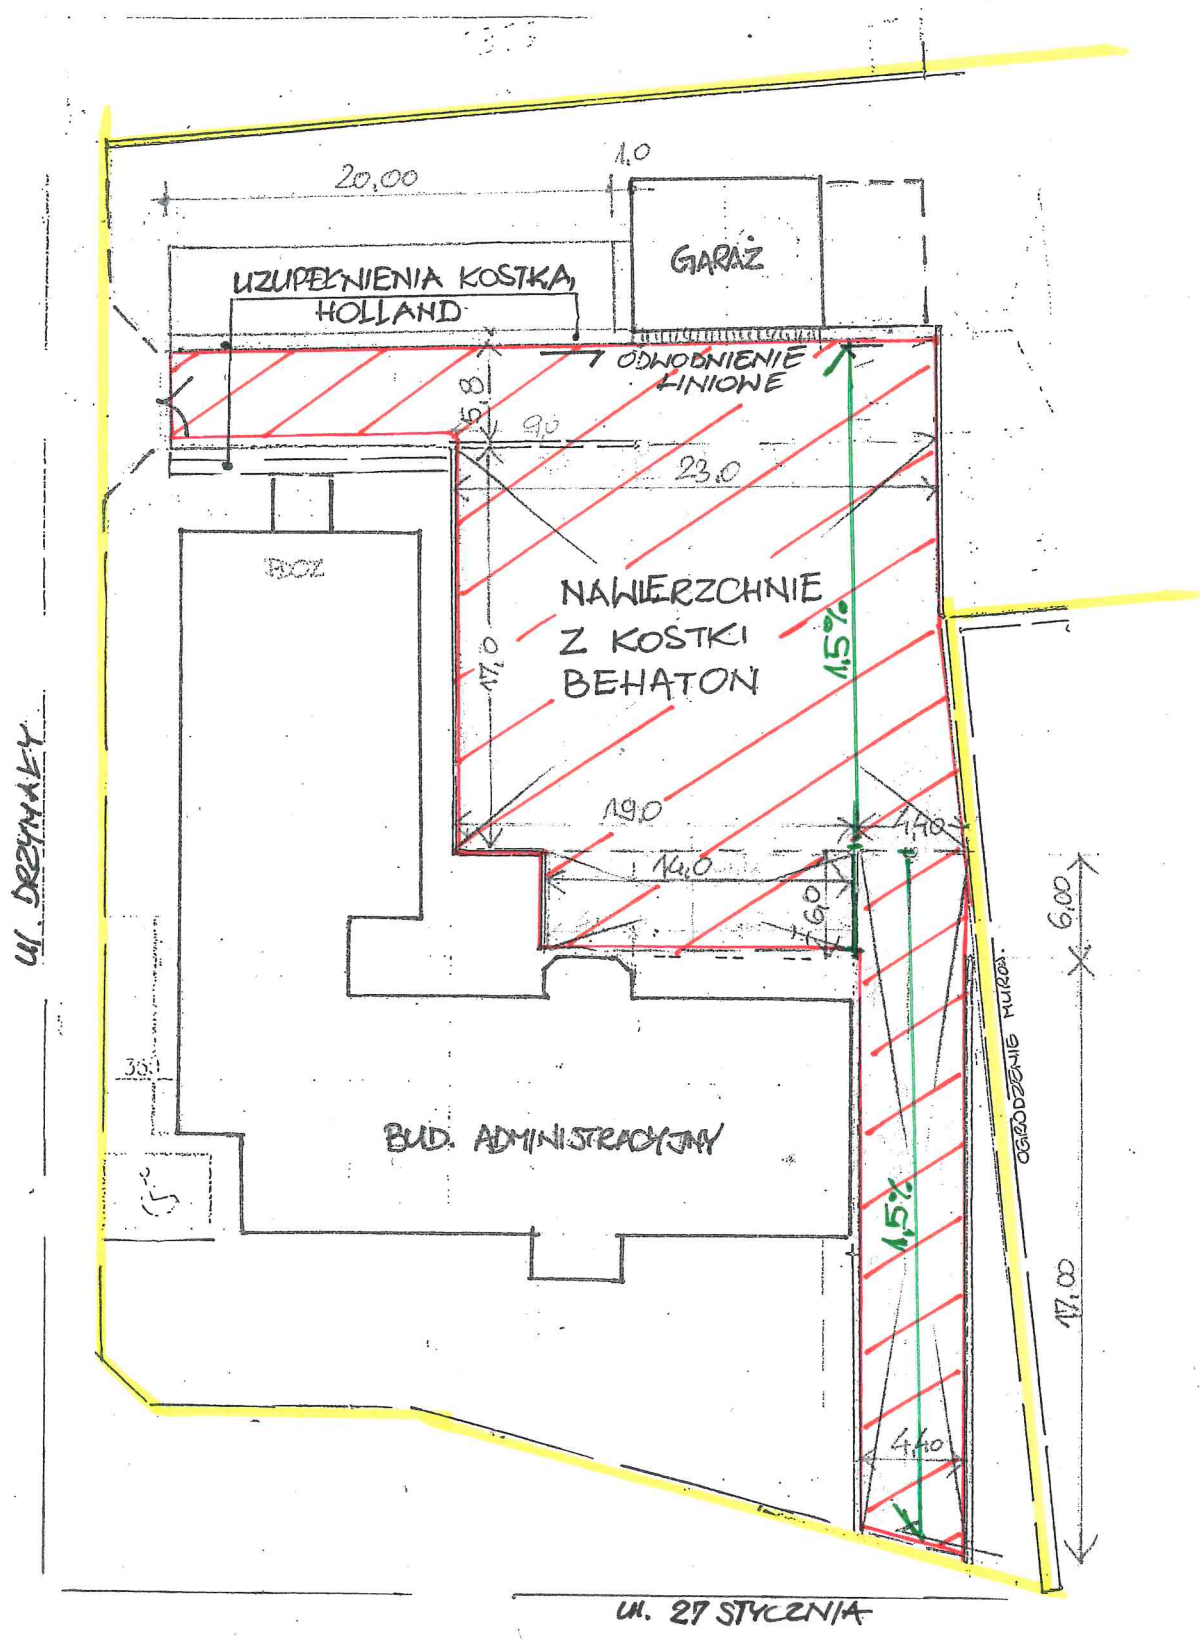 1.0
20,00
GARAŻ
UZUPEŁNIENIA KOSTKĄ
HOLLAND
ODWODNIENIE
LINIOWE
5,8
9,0
23,0
NAWIERZCHNIE
Z KOSTKI
BEHATON
1,5%
17,0
19,0
4,40
14,0
6,0
6,00
UL. DRZYMAŁY
OGRODZENIE MUROW.
BUD. ADMINISTRACYJNY
1,5%
17,00
4,40
UL. 27 STYCZNIA